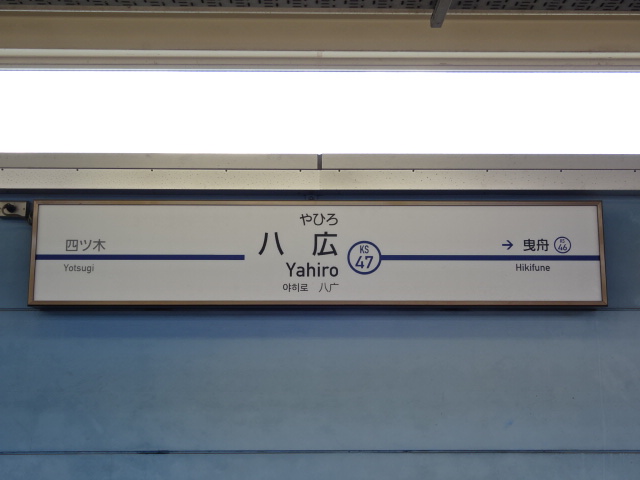 やひろ
八広
Yahiro
야히로 八广
KS
47
四ツ木
Yotsugi
→ 曳舟
KS
46
Hikifune